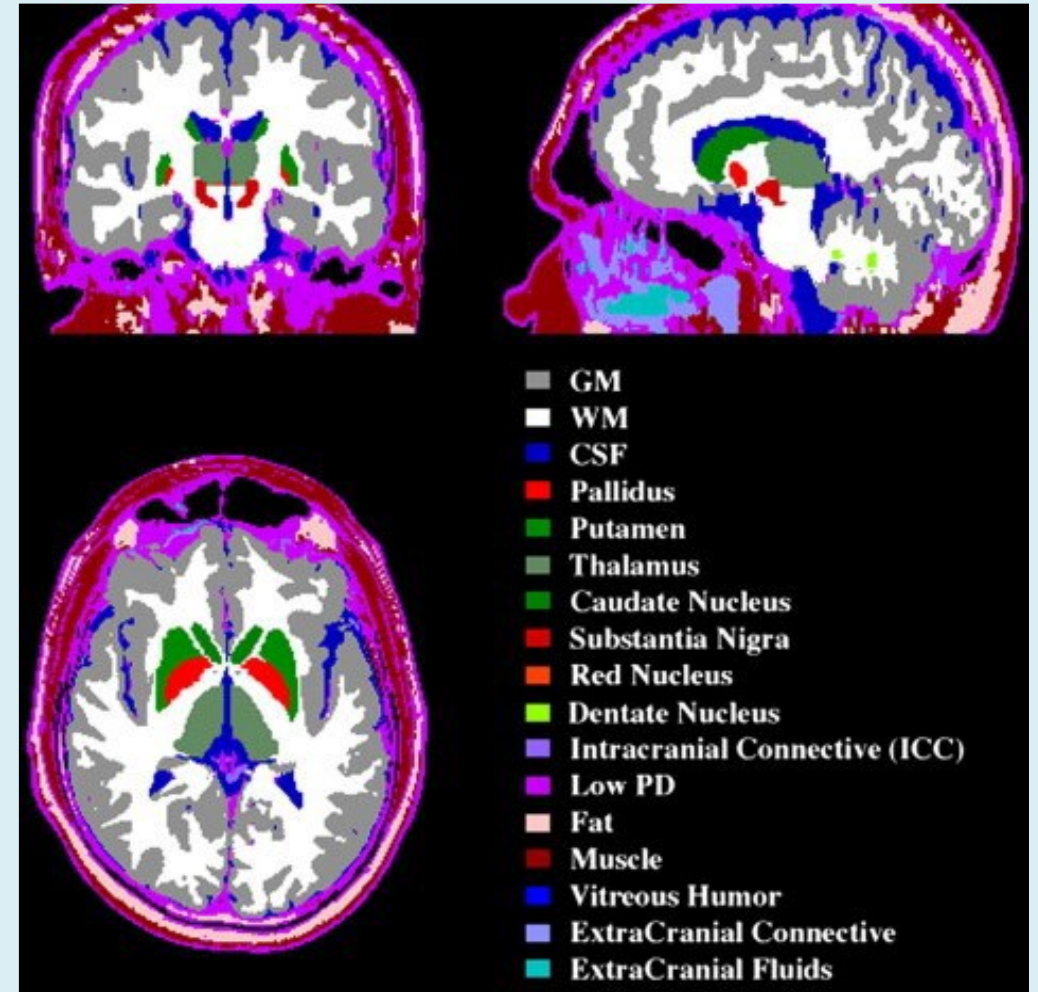 GM
WM
CSF
Pallidus
Putamen
Thalamus
Caudate Nucleus
Substantia Nigra
Red Nucleus
Dentate Nucleus
Intracranial Connective (ICC)
Low PD
Fat
Muscle
Vitreous Humor
ExtraCranial Connective
ExtraCranial Fluids